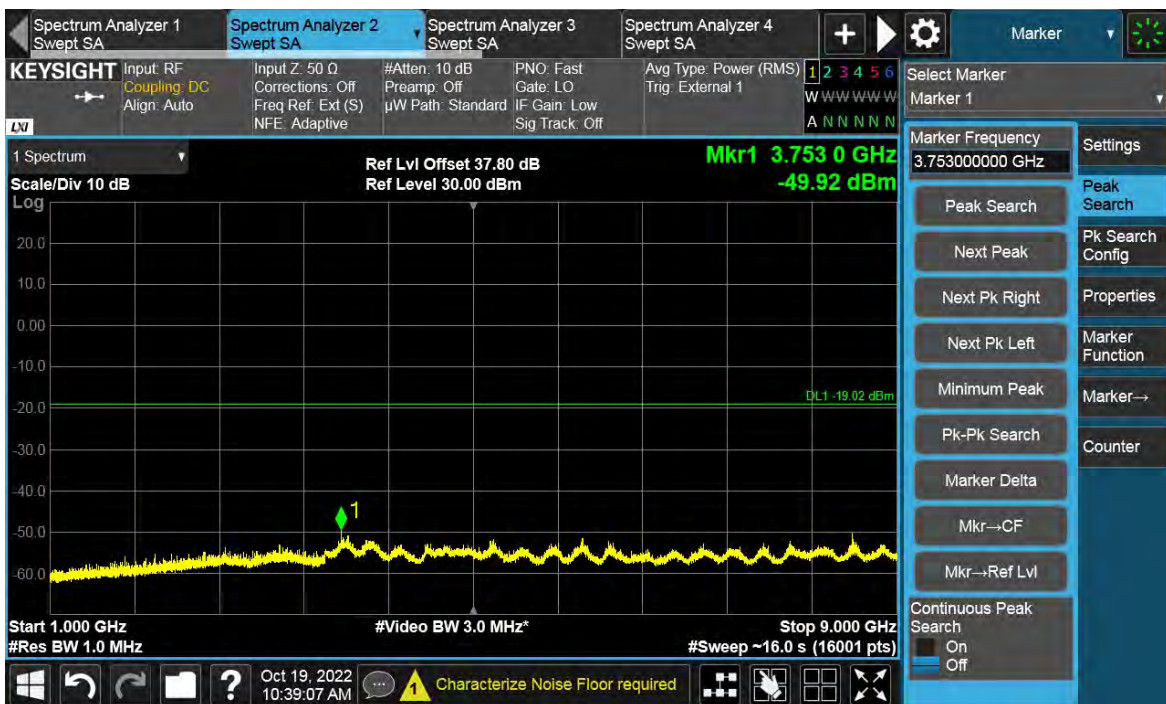 Spectrum Analyzer 1
Swept SA
Spectrum Analyzer 2
Swept SA
Spectrum Analyzer 3
Swept SA
Spectrum Analyzer 4
Swept SA
Marker
KEYSIGHT
LXI
Input: RF
Coupling: DC
Align: Auto
Input Z: 50 Ω
Corrections: Off
Freq Ref: Ext (S)
NFE: Adaptive
#Atten: 10 dB
Preamp: Off
µW Path: Standard
PNO: Fast
Gate: LO
IF Gain: Low
Sig Track: Off
Avg Type: Power (RMS)
Trig: External 1
1 2 3 4 5 6
W W W W W W
A N N N N N
1 Spectrum
Scale/Div 10 dB
Log
Ref Lvl Offset 37.80 dB
Ref Level 30.00 dBm
Mkr1 3.753 0 GHz
-49.92 dBm
20.0
10.0
0.00
-10.0
-20.0
-30.0
-40.0
-50.0
-60.0
DL1 -19.02 dBm
1
Start 1.000 GHz
#Res BW 1.0 MHz
#Video BW 3.0 MHz*
Stop 9.000 GHz
#Sweep ~16.0 s (16001 pts)
Select Marker
Marker 1
Marker Frequency
3.753000000 GHz
Peak Search
Next Peak
Next Pk Right
Next Pk Left
Minimum Peak
Pk-Pk Search
Marker Delta
Mkr→CF
Mkr→Ref Lvl
Continuous Peak
Search
On
Off
Settings
Peak
Search
Pk Search
Config
Properties
Marker
Function
Marker→
Counter
?
Oct 19, 2022
10:39:07 AM
1
Characterize Noise Floor required